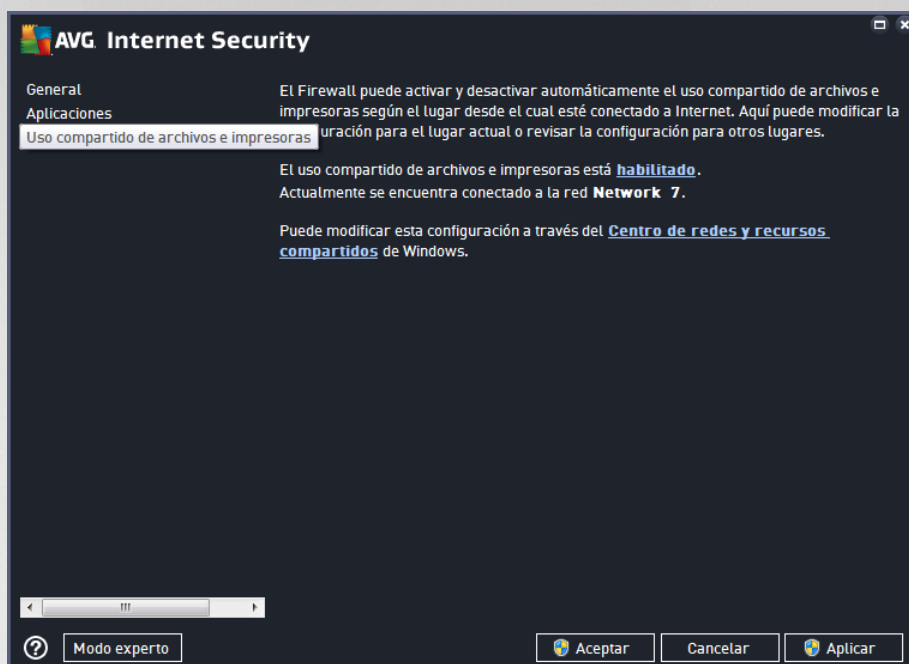 AVG Internet Security
General
Aplicaciones
Uso compartido de archivos e impresoras
El Firewall puede activar y desactivar automáticamente el uso compartido de archivos e
impresoras según el lugar desde el cual esté conectado a Internet. Aquí puede modificar la
uración para el lugar actual o revisar la configuración para otros lugares.
El uso compartido de archivos e impresoras está habilitado.
Actualmente se encuentra conectado a la red Network 7.
Puede modificar esta configuración a través del Centro de redes y recursos
compartidos de Windows.
Modo experto
Aceptar
Cancelar
Aplicar